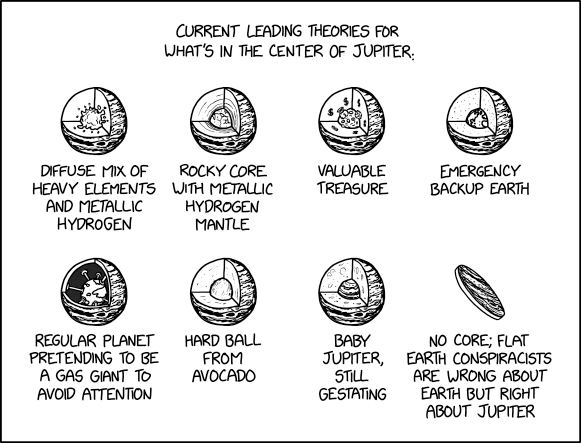 CURRENT LEADING THEORIES FOR
WHAT'S IN THE CENTER OF JUPITER:
DIFFUSE MIX OF
HEAVY ELEMENTS
AND METALLIC
HYDROGEN
ROCKY CORE
WITH METALLIC
HYDROGEN
MANTLE
$ $
$
VALUABLE
TREASURE
EMERGENCY
BACKUP EARTH
REGULAR PLANET
PRETENDING TO BE
A GAS GIANT TO
AVOID ATTENTION
HARD BALL
FROM
AVOCADO
BABY
JUPITER,
STILL
GESTATING
NO CORE; FLAT
EARTH CONSPIRACISTS
ARE WRONG ABOUT
EARTH BUT RIGHT
ABOUT JUPITER